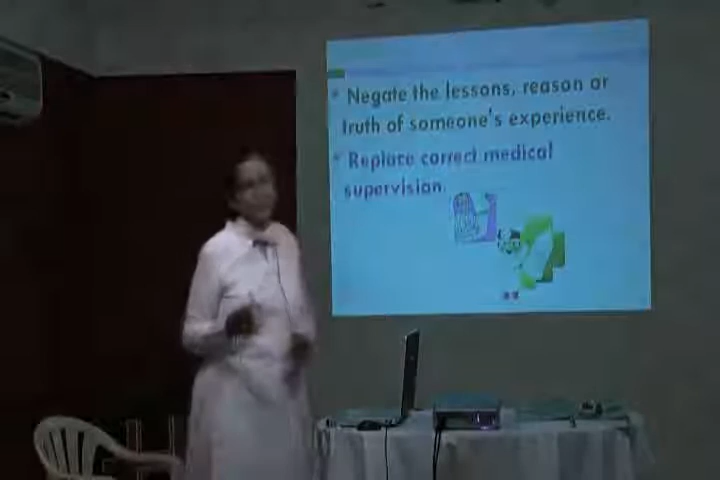 Negate the lessons, reason or
truth of someone's experience.
Replace correct medical
supervision.